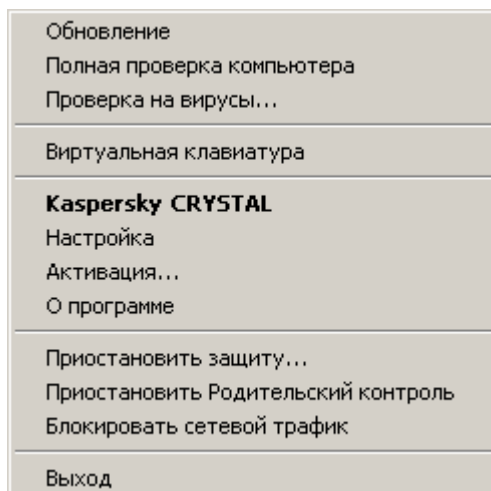 Обновление
Полная проверка компьютера
Проверка на вирусы...
Виртуальная клавиатура
Kaspersky CRYSTAL
Настройка
Активация...
О программе
Приостановить защиту...
Приостановить Родительский контроль
Блокировать сетевой трафик
Выход